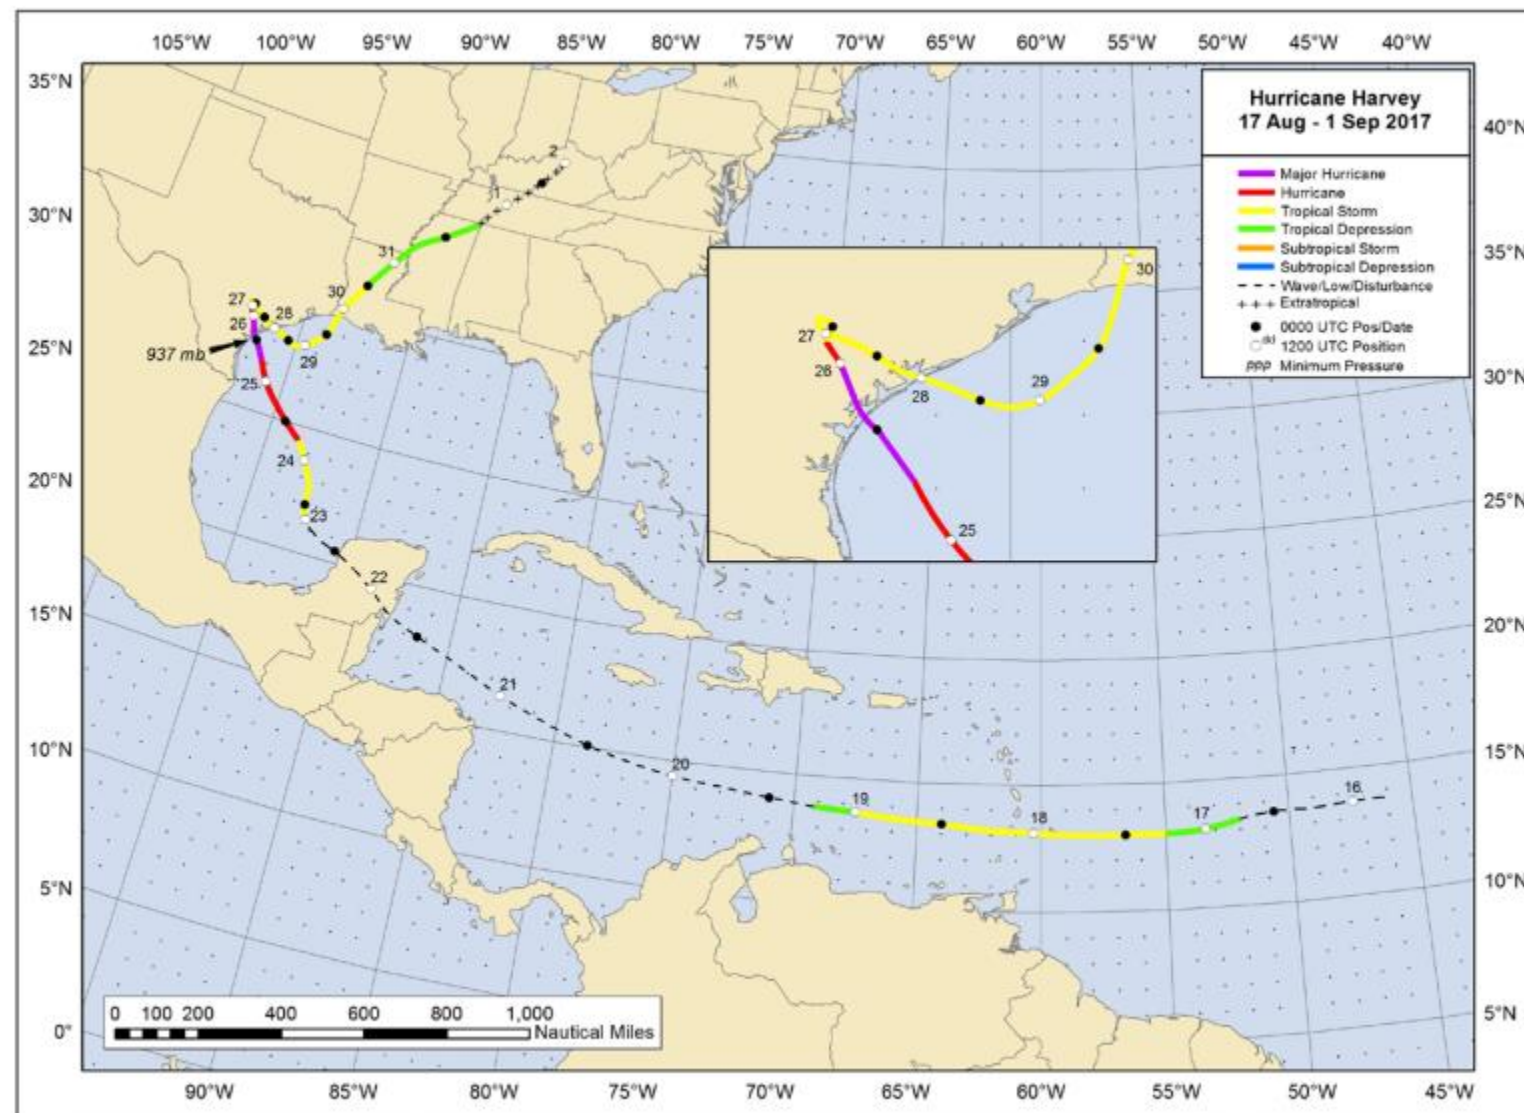 105°W 100°W 95°W 90°W 85°W 80°W 75°W 70°W 65°W 60°W 55°W 50°W 45°W 40°W
35°N
30°N
25°N
20°N
15°N
10°N
5°N
0°
40°N
35°N
30°N
25°N
20°N
15°N
10°N
5°N
Hurricane Harvey
17 Aug - 1 Sep 2017
Major Hurricane
Hurricane
Tropical Storm
Tropical Depression
Subtropical Storm
Subtropical Depression
Wave/Low/Disturbance
Extratropical
0000 UTC Pos/Date
dd 1200 UTC Position
PPP Minimum Pressure
2
1
31
30
27
28
26
29
937 mb
25
24
23
22
21
20
19
18
17
16
30
27
26
28
29
25
0 100 200 400 600 800 1,000
Nautical Miles
90°W 85°W 80°W 75°W 70°W 65°W 60°W 55°W 50°W 45°W